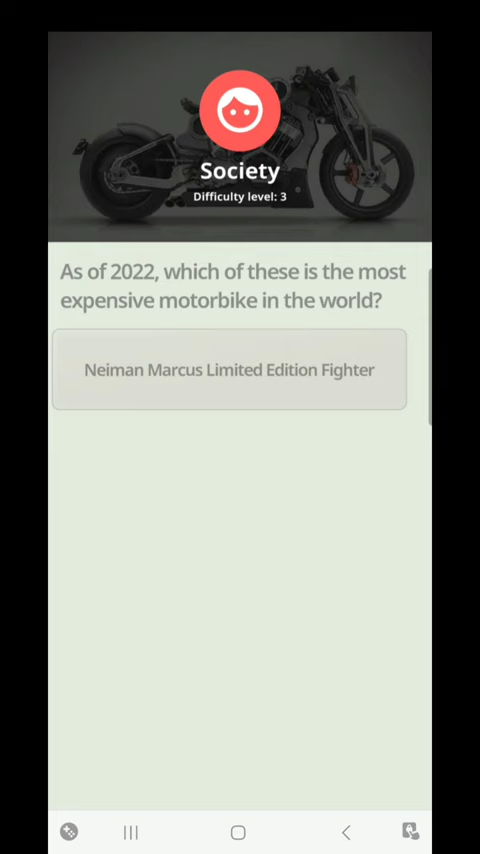 Society
Difficulty level: 3
As of 2022, which of these is the most
expensive motorbike in the world?
Neiman Marcus Limited Edition Fighter